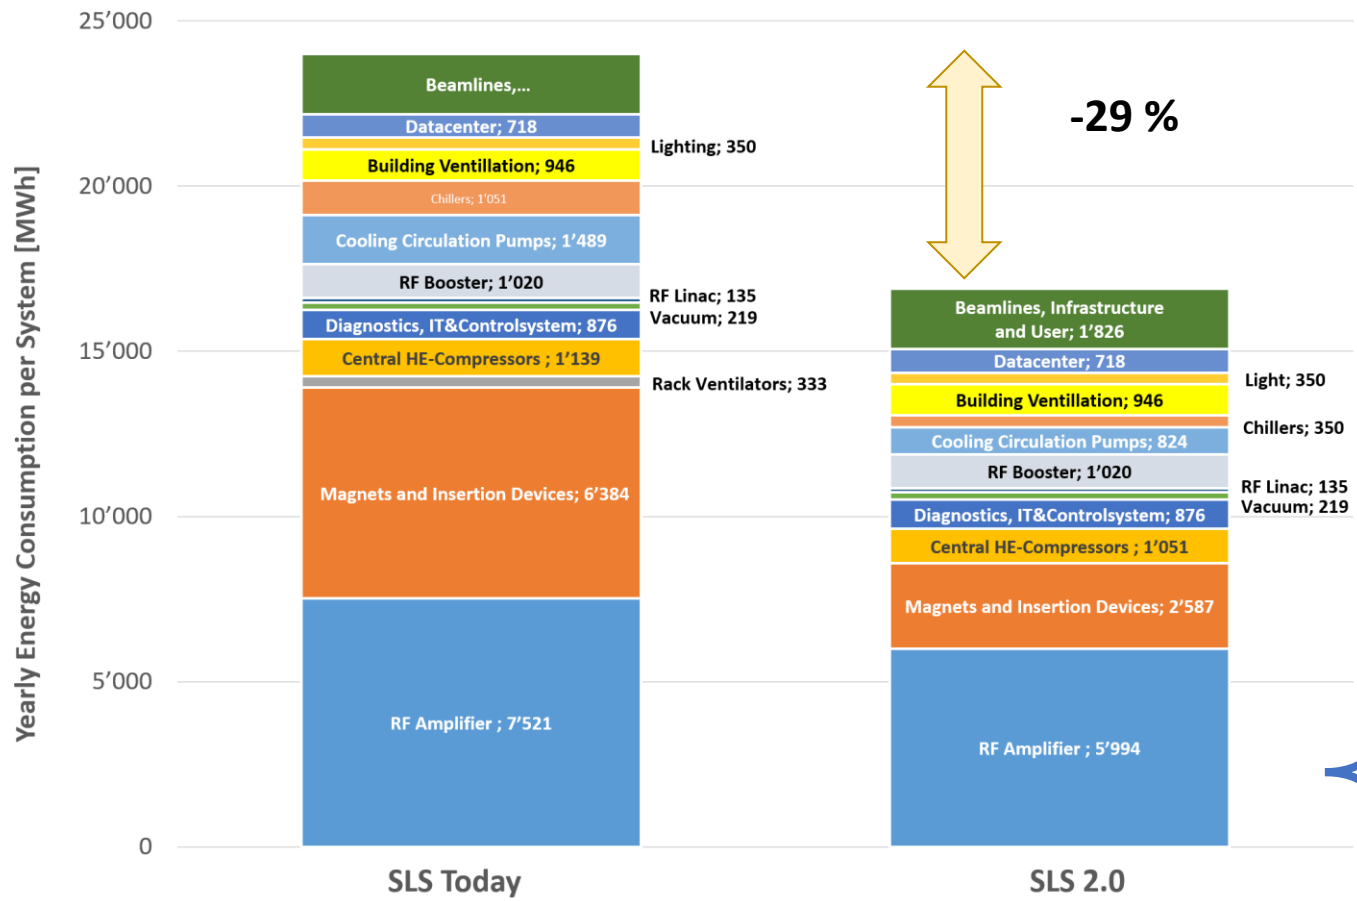 Yearly Energy Consumption per System [MWh]
25’000
20’000
15’000
10’000
5’000
0
Beamlines,...
Datacenter; 718
Lighting; 350
Building Ventillation; 946
Chillers; 1'051
Cooling Circulation Pumps; 1’489
RF Booster; 1’020
RF Linac; 135
Vacuum; 219
Diagnostics, IT&Controlsystem; 876
Central HE-Compressors ; 1’139
Rack Ventilators; 333
Magnets and Insertion Devices; 6’384
RF Amplifier ; 7’521
SLS Today
-29 %
Beamlines, Infrastructure
and User; 1’826
Datacenter; 718
Light; 350
Building Ventillation; 946
Chillers; 350
Cooling Circulation Pumps; 824
RF Booster; 1’020
RF Linac; 135
Vacuum; 219
Diagnostics, IT&Controlsystem; 876
Central HE-Compressors ; 1’051
Magnets and Insertion Devices; 2’587
RF Amplifier ; 5’994
SLS 2.0